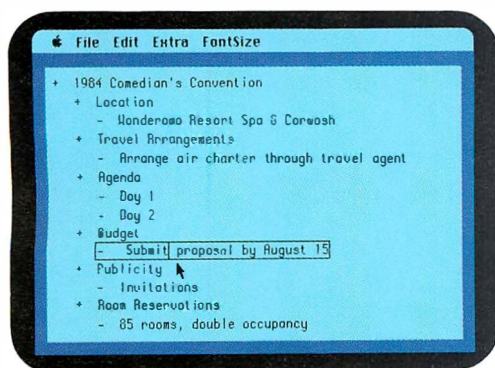 File Edit Extra FontSize
+ 1984 Comedian's Convention
+ Location
- Wonderama Resort Spa & Carwash
+ Travel Arrangements
- Arrange air charter through travel agent
+ Agenda
- Day 1
- Day 2
+ Budget
- Submit proposal by August 15
+ Publicity
- Invitations
+ Room Reservations
- 85 rooms, double occupancy